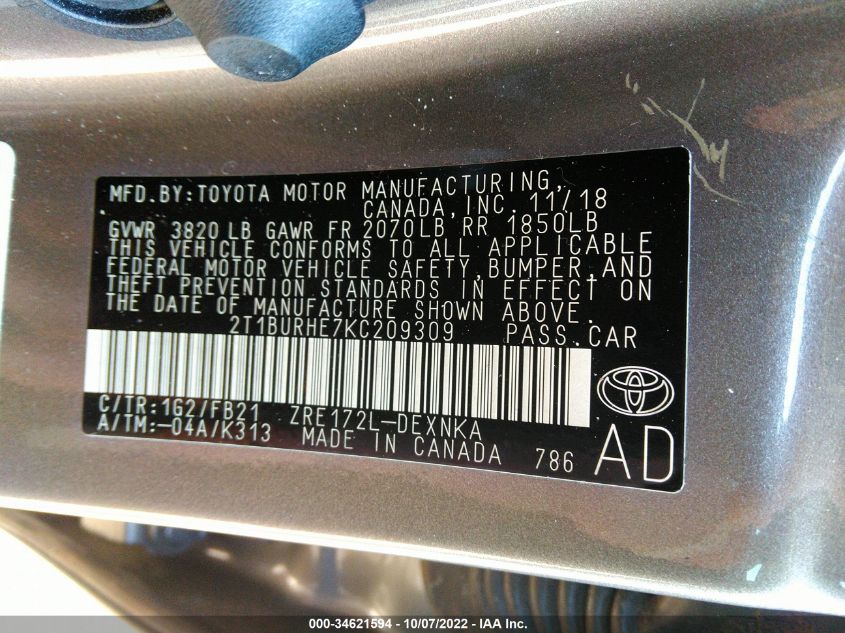 MFD.BY:TOYOTA MOTOR MANUFACTURING,
CANADA,INC. 11/18
GVWR 3820 LB GAWR FR 2070LB RR 1850LB
THIS VEHICLE CONFORMS TO ALL APPLICABLE
FEDERAL MOTOR VEHICLE SAFETY,BUMPER,AND
THEFT PREVENTION STANDARDS IN EFFECT ON
THE DATE OF MANUFACTURE SHOWN ABOVE.
2T1BURHE7KC209309 PASS.CAR
C/TR:1G2/FB21 ZRE172L-DEXNKA
A/TM:-04A/K313 MADE IN CANADA 786 AD
000-34621594 - 10/07/2022 - IAA Inc.